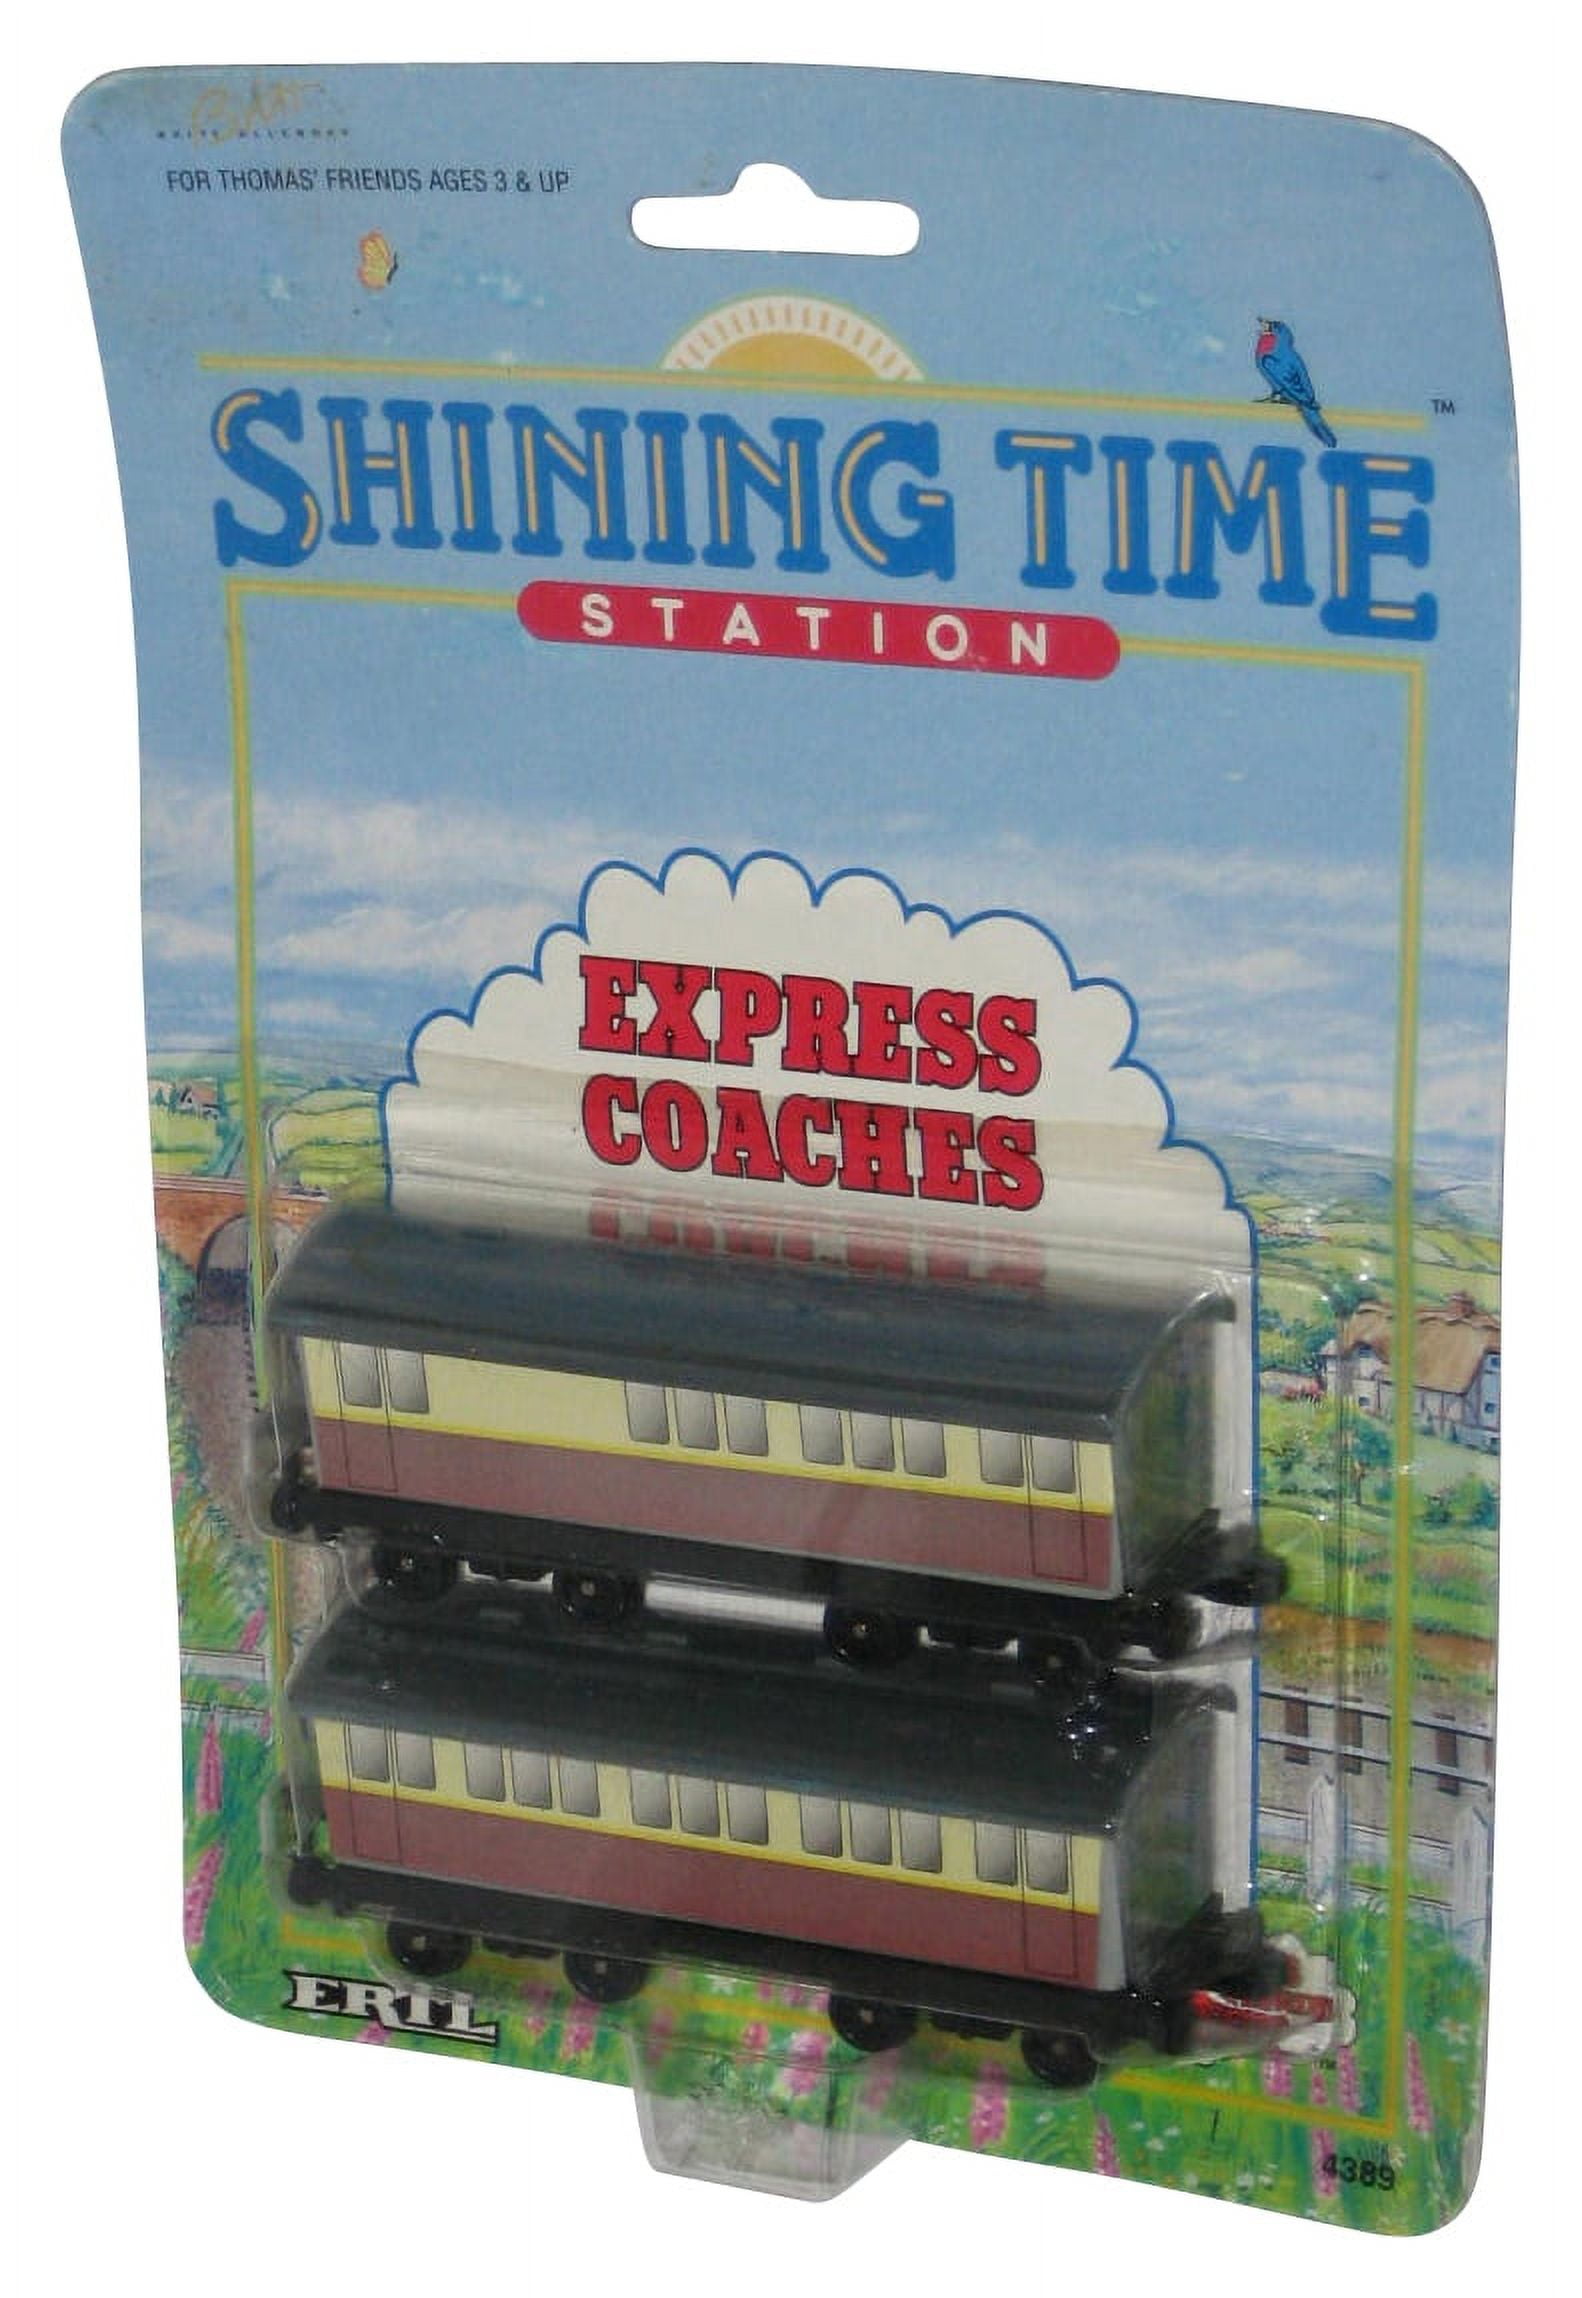 FOR THOMAS' FRIENDS AGES 3 & UP
SHINING TIME
TM
STATION
EXPRESS
COACHES
ERTL
4389